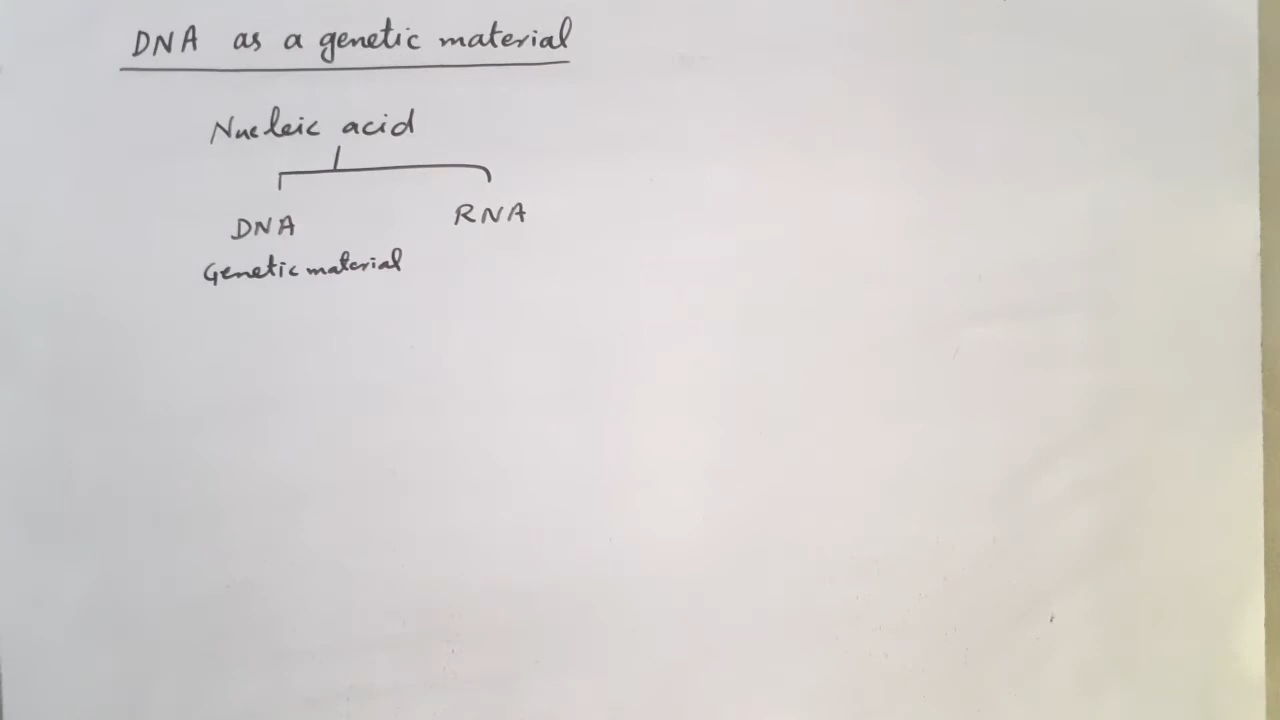 DNA as a genetic material
Nucleic acid
DNA RNA
Genetic material